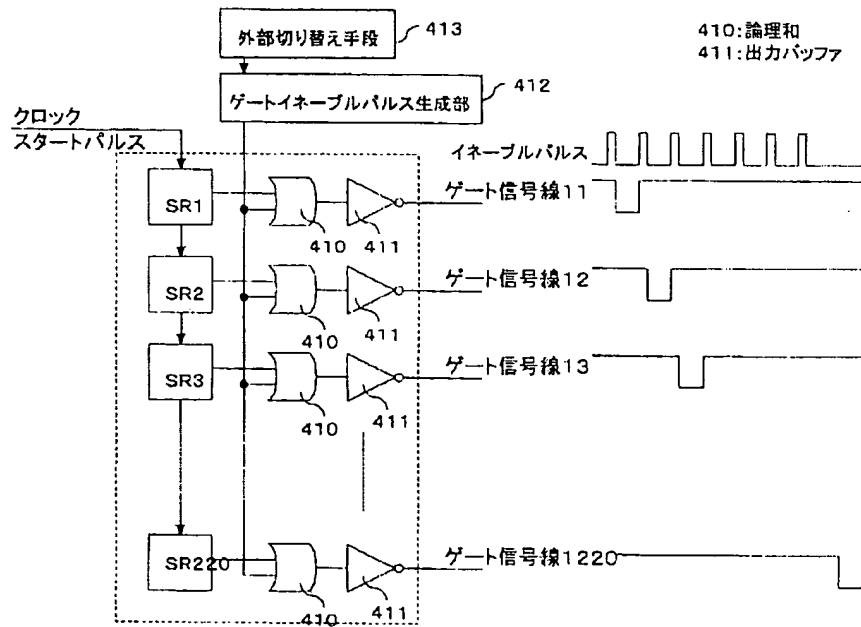 外部切り替え手段
413
410:論理和
411:出力バッファ
ゲートイネーブルパルス生成部
412
クロック
スタートパルス
イネーブルパルス
SR1
410
411
ゲート信号線11
SR2
410
411
ゲート信号線12
SR3
410
411
ゲート信号線13
SR220
410
411
ゲート信号線1220